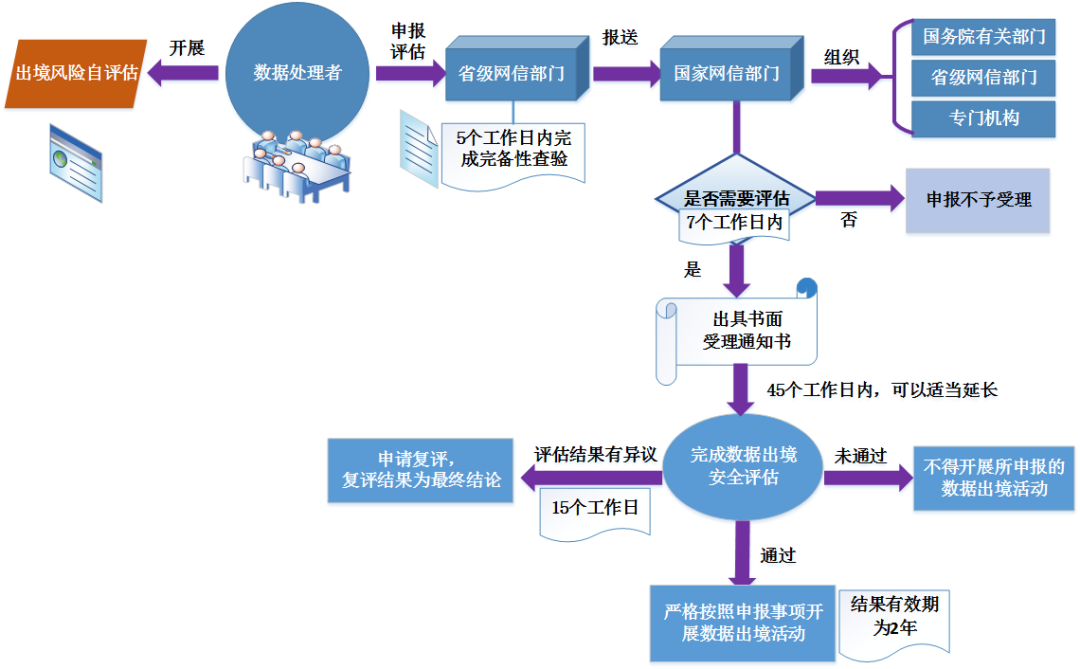 出境风险自评估
开展
数据处理者
申报
评估
省级网信部门
5个工作日内完
成完备性查验
报送
国家网信部门
组织
国务院有关部门
省级网信部门
专门机构
是否需要评估
7个工作日内
否
申报不予受理
是
出具书面
受理通知书
45个工作日内，可以适当延长
完成数据出境
安全评估
评估结果有异议
15个工作日
申请复评，
复评结果为最终结论
未通过
不得开展所申报的
数据出境活动
通过
严格按照申报事项开
展数据出境活动
结果有效期
为2年